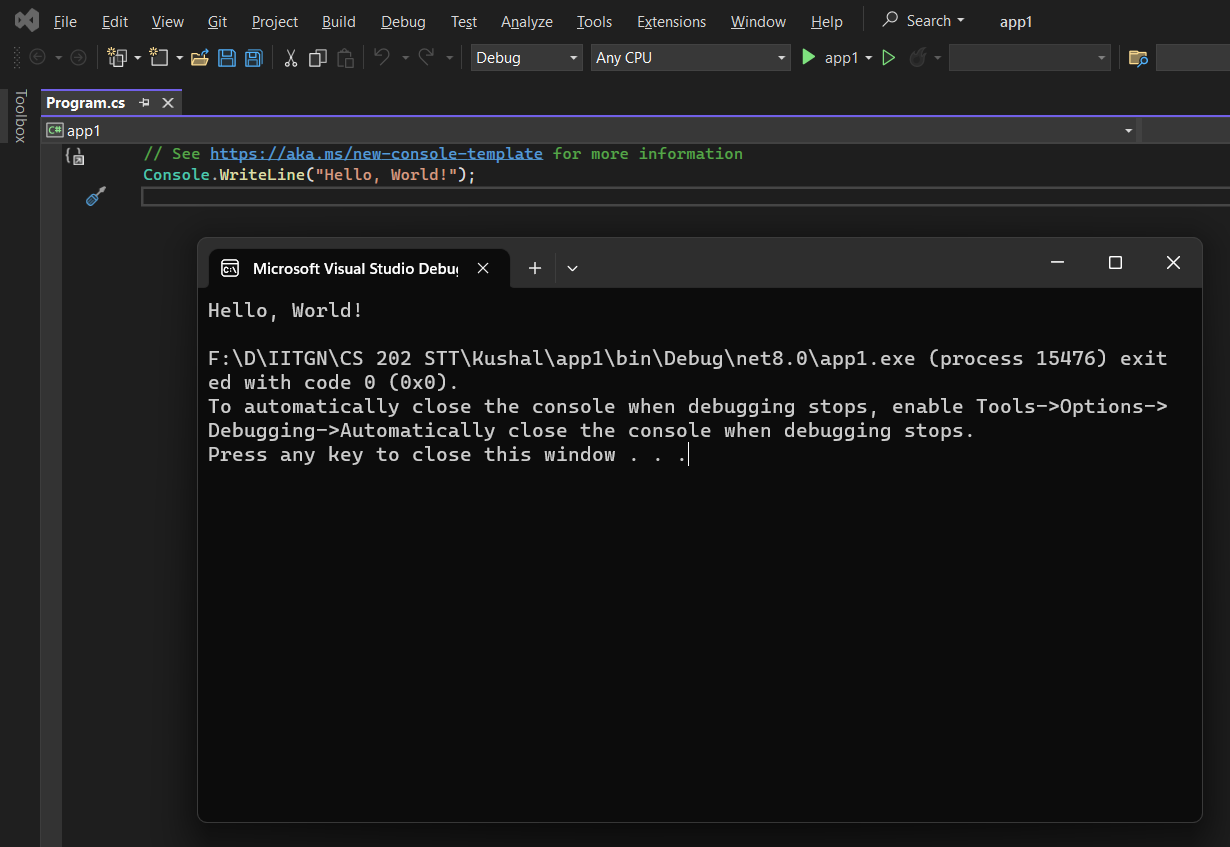 File Edit View Git Project Build Debug Test Analyze Tools Extensions Window Help Search app1
Debug Any CPU app1
Toolbox
Program.cs
C# app1
// See https://aka.ms/new-console-template for more information
Console.WriteLine("Hello, World!");
C:\ Microsoft Visual Studio Debu
Hello, World!
F:\D\IITGN\CS 202 STT\Kushal\app1\bin\Debug\net8.0\app1.exe (process 15476) exit
ed with code 0 (0x0).
To automatically close the console when debugging stops, enable Tools->Options->
Debugging->Automatically close the console when debugging stops.
Press any key to close this window . . .